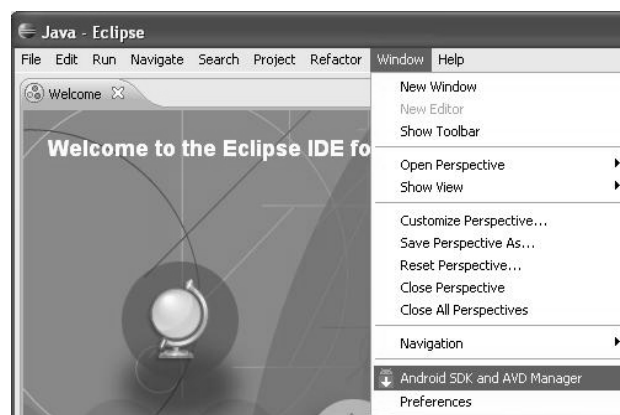 Java - Eclipse
File Edit Run Navigate Search Project Refactor Window Help
Welcome
Welcome to the Eclipse IDE fo
New Window
New Editor
Show Toolbar
Open Perspective
Show View
Customize Perspective...
Save Perspective As...
Reset Perspective...
Close Perspective
Close All Perspectives
Navigation
Android SDK and AVD Manager
Preferences